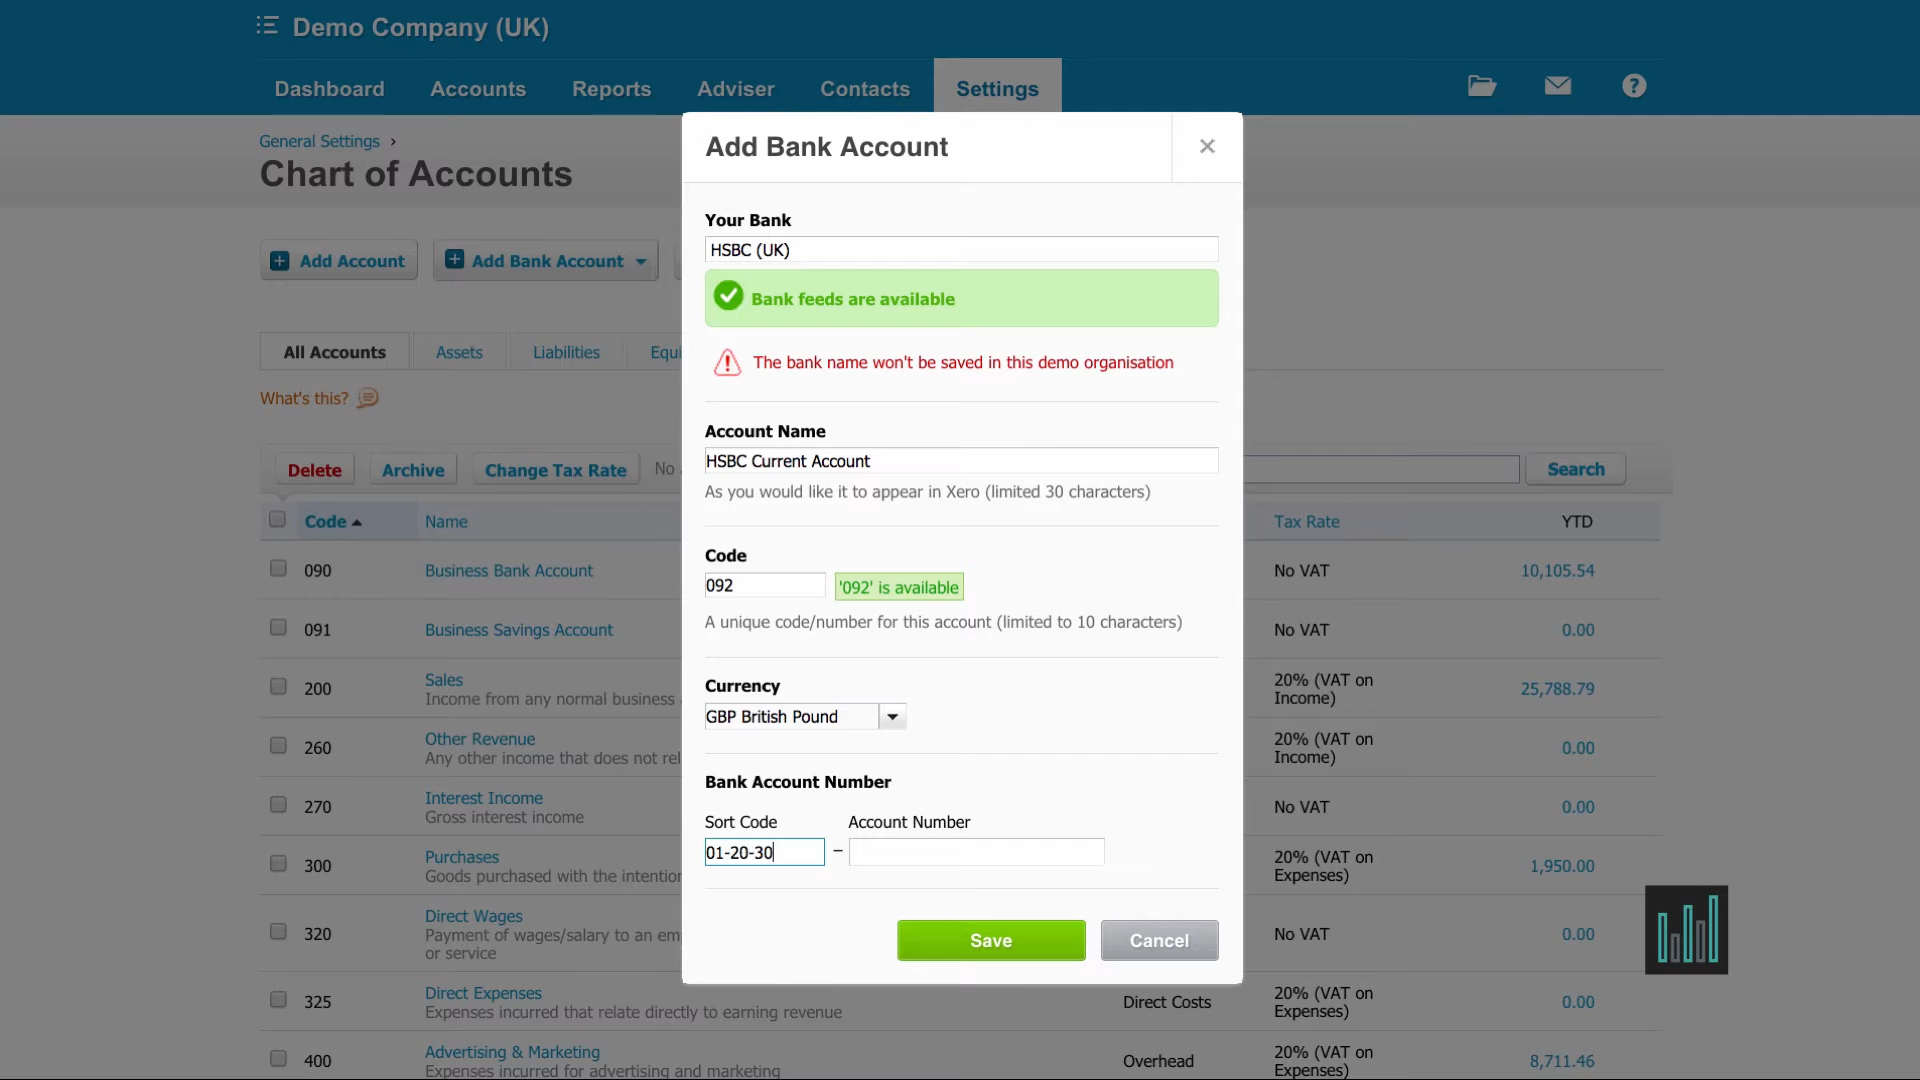 Demo Company (UK)
Dashboard Accounts Reports Adviser Contacts Settings
General Settings ›
Chart of Accounts
Add Account Add Bank Account
All Accounts Assets Liabilities
What's this?
Delete Archive Change Tax Rate No
Search
Code Name Tax Rate YTD
090 Business Bank Account No VAT 10,105.54
091 Business Savings Account No VAT 0.00
200 Sales 20% (VAT on 25,788.79
Income from any normal business Income)
260 Other Revenue 20% (VAT on 0.00
Any other income that does not Income)
270 Interest Income No VAT 0.00
Gross interest income
300 Purchases 20% (VAT on 1,950.00
Goods purchased with the Expenses)
320 Direct Wages No VAT 0.00
Payment of wages/salary to an
or service
325 Direct Expenses Direct Costs 20% (VAT on 0.00
Expenses incurred that relate directly to earning revenue Expenses)
400 Advertising & Marketing Overhead 20% (VAT on 8,711.46
Expenses incurred for advertising and marketing Expenses)
Add Bank Account ×
Your Bank
HSBC (UK)
Bank feeds are available
The bank name won't be saved in this demo organisation
Account Name
HSBC Current Account
As you would like it to appear in Xero (limited 30 characters)
Code
092 '092' is available
A unique code/number for this account (limited to 10 characters)
Currency
GBP British Pound
Bank Account Number
Sort Code Account Number
01-20-30 –
Save Cancel